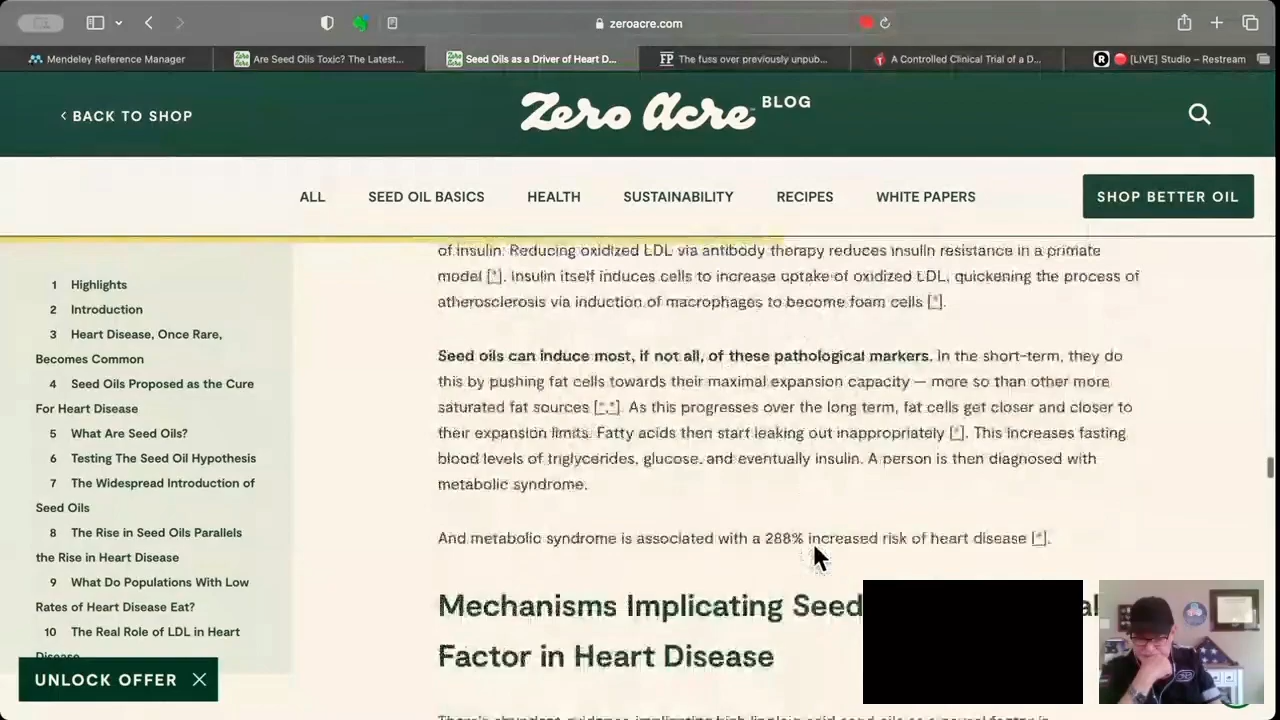 zeroacre.com
Mendeley Reference Manager
Are Seed Oils Toxic? The Latest...
Seed Oils as a Driver of Heart D...
FP The fuss over previously unpub...
A Controlled Clinical Trial of a D...
R [LIVE] Studio – Restream
< BACK TO SHOP
Zero Acre BLOG
ALL
SEED OIL BASICS
HEALTH
SUSTAINABILITY
RECIPES
WHITE PAPERS
SHOP BETTER OIL
1 Highlights
2 Introduction
3 Heart Disease, Once Rare,
Becomes Common
4 Seed Oils Proposed as the Cure
For Heart Disease
5 What Are Seed Oils?
6 Testing The Seed Oil Hypothesis
7 The Widespread Introduction of
Seed Oils
8 The Rise in Seed Oils Parallels
the Rise in Heart Disease
9 What Do Populations With Low
Rates of Heart Disease Eat?
10 The Real Role of LDL in Heart
Disease
UNLOCK OFFER
of insulin. Reducing oxidized LDL via antibody therapy reduces insulin resistance in a primate
model [*]. Insulin itself induces cells to increase uptake of oxidized LDL, quickening the process of
atherosclerosis via induction of macrophages to become foam cells [*].
Seed oils can induce most, if not all, of these pathological markers. In the short-term, they do
this by pushing fat cells towards their maximal expansion capacity — more so than other more
saturated fat sources [*,*]. As this progresses over the long term, fat cells get closer and closer to
their expansion limits. Fatty acids then start leaking out inappropriately [*]. This increases fasting
blood levels of triglycerides, glucose, and eventually insulin. A person is then diagnosed with
metabolic syndrome.
And metabolic syndrome is associated with a 288% increased risk of heart disease [*].
Mechanisms Implicating Seed al
Factor in Heart Disease